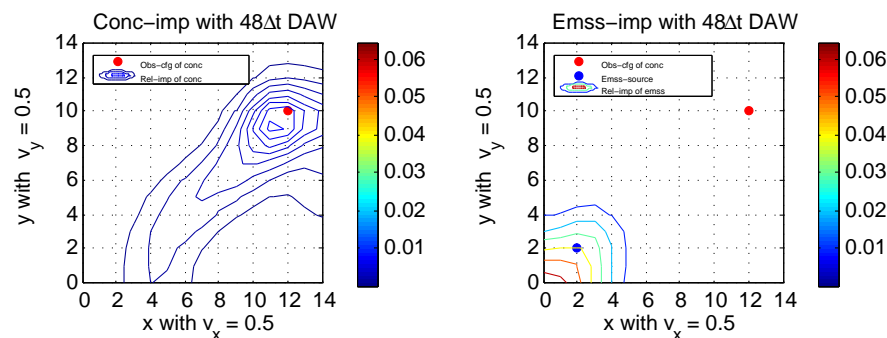 Conc−imp with 48Δt DAW
Obs−cfg of conc
Rel−imp of conc
14
12
10
8
6
4
2
0
y with v_y = 0.5
0 2 4 6 8 10 12 14
x with v_x = 0.5
0.06
0.05
0.04
0.03
0.02
0.01
Emss−imp with 48Δt DAW
Obs−cfg of conc
Emss−source
Rel−imp of emss
14
12
10
8
6
4
2
0
y with v_y = 0.5
0 2 4 6 8 10 12 14
x with v_x = 0.5
0.06
0.05
0.04
0.03
0.02
0.01